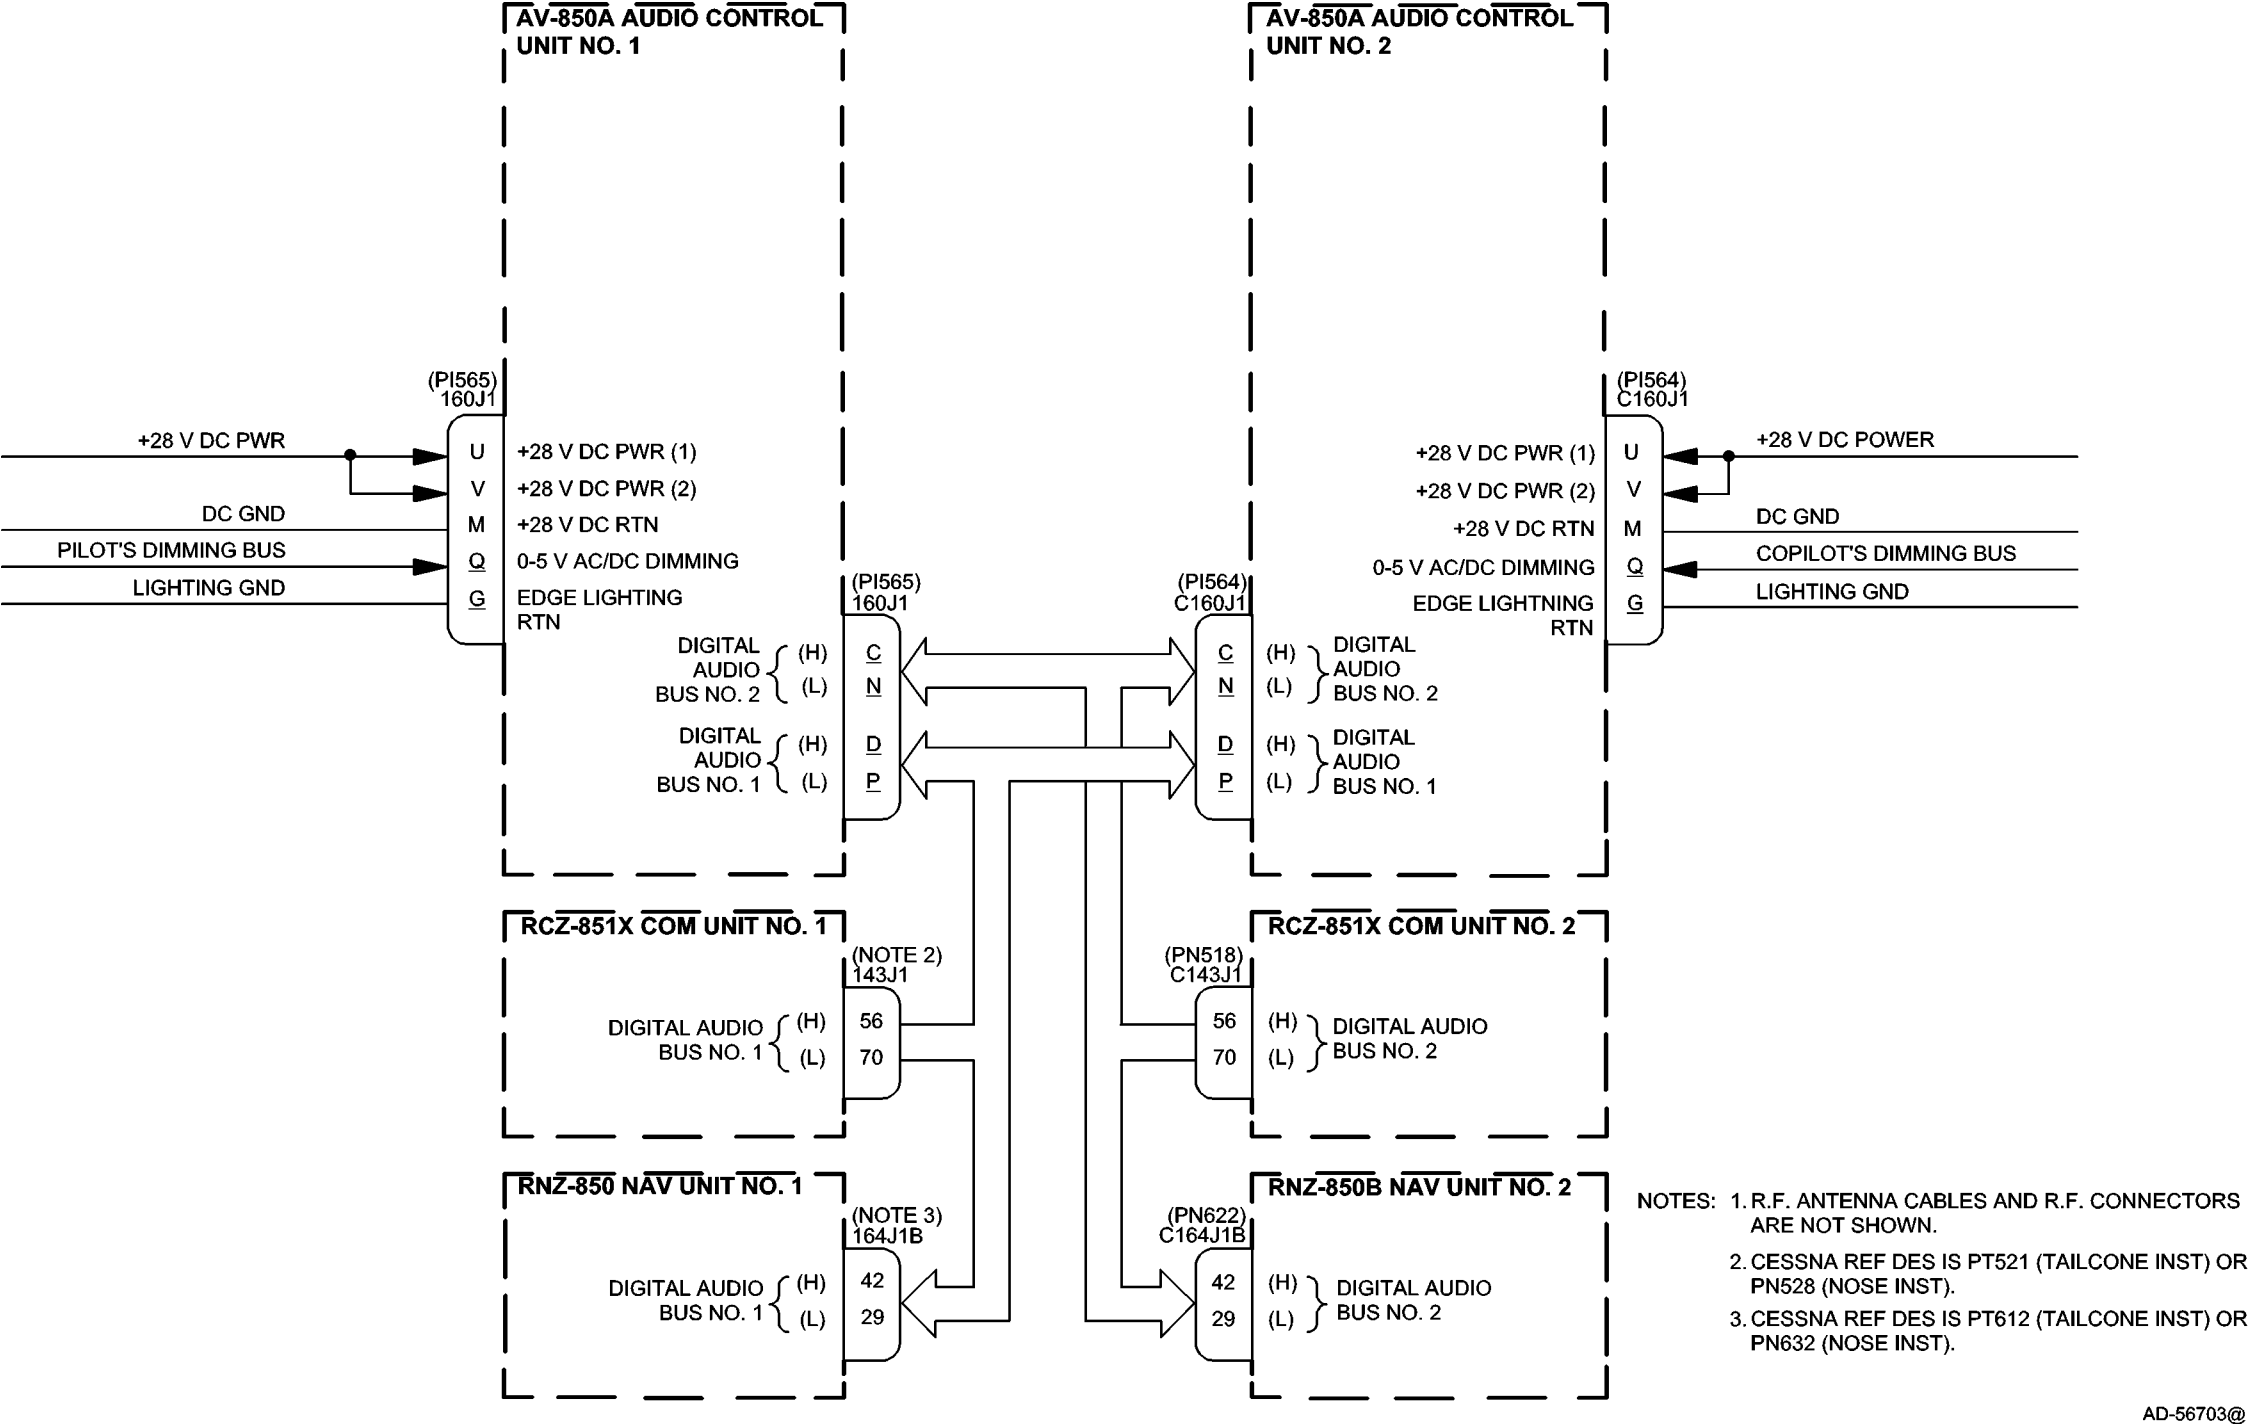 AV-850A AUDIO CONTROL
UNIT NO. 1
(PI565)
160J1
+28 V DC PWR
U
+28 V DC PWR (1)
V
+28 V DC PWR (2)
DC GND
M
+28 V DC RTN
PILOT'S DIMMING BUS
Q
0-5 V AC/DC DIMMING
LIGHTING GND
G
EDGE LIGHTING
RTN
(PI565)
160J1
DIGITAL
AUDIO
BUS NO. 2
(H)
C
(L)
N
DIGITAL
AUDIO
BUS NO. 1
(H)
D
(L)
P
AV-850A AUDIO CONTROL
UNIT NO. 2
(PI564)
C160J1
+28 V DC PWR (1)
U
+28 V DC POWER
+28 V DC PWR (2)
V
+28 V DC RTN
M
DC GND
0-5 V AC/DC DIMMING
Q
COPILOT'S DIMMING BUS
EDGE LIGHTNING
RTN
G
LIGHTING GND
(PI564)
C160J1
C
(H)
N
(L)
DIGITAL
AUDIO
BUS NO. 2
D
(H)
P
(L)
DIGITAL
AUDIO
BUS NO. 1
RCZ-851X COM UNIT NO. 1
(NOTE 2)
143J1
DIGITAL AUDIO
BUS NO. 1
(H)
56
(L)
70
RCZ-851X COM UNIT NO. 2
(PN518)
C143J1
56
(H)
70
(L)
DIGITAL AUDIO
BUS NO. 2
RNZ-850 NAV UNIT NO. 1
(NOTE 3)
164J1B
DIGITAL AUDIO
BUS NO. 1
(H)
42
(L)
29
RNZ-850B NAV UNIT NO. 2
(PN622)
C164J1B
42
(H)
29
(L)
DIGITAL AUDIO
BUS NO. 2
NOTES: 1. R.F. ANTENNA CABLES AND R.F. CONNECTORS
ARE NOT SHOWN.
2. CESSNA REF DES IS PT521 (TAILCONE INST) OR
PN528 (NOSE INST).
3. CESSNA REF DES IS PT612 (TAILCONE INST) OR
PN632 (NOSE INST).
AD-56703@